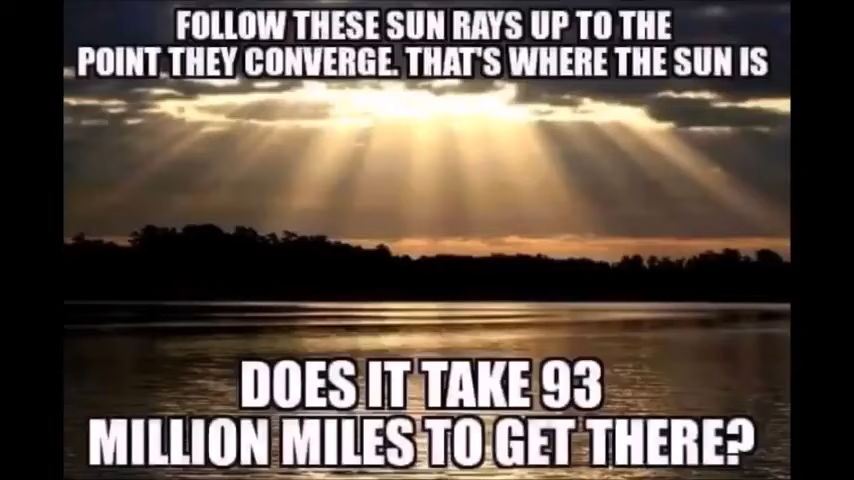 FOLLOW THESE SUN RAYS UP TO THE
POINT THEY CONVERGE. THAT'S WHERE THE SUN IS
DOES IT TAKE 93
MILLION MILES TO GET THERE?